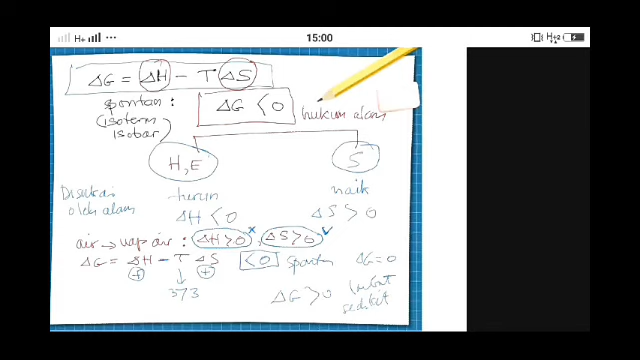 H+ 15:00 H+
ΔG = ΔH - T ΔS
spontan : ΔG < 0
(isoterm hukum alam
isobar)
H, E S
Disukai turun naik
oleh alam ΔH < 0 ΔS > 0
air → uap air : ΔH > 0 x , ΔS > 0 ✓
ΔG = ΔH - T ΔS < 0 spontan ΔG = 0
(+) (+)
373 ΔG > 0
sedikit